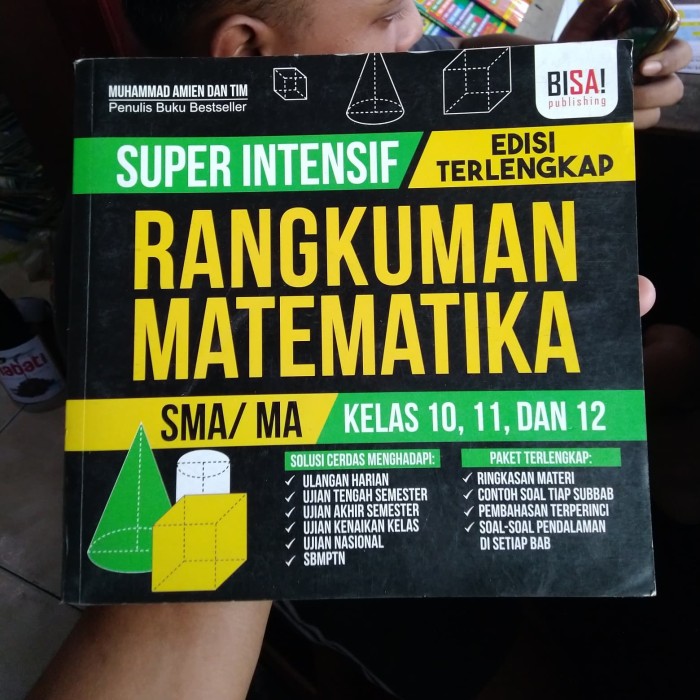 MUHAMMAD AMIEN DAN TIM
Penulis Buku Bestseller
BISA!
publishing
SUPER INTENSIF
EDISI
TERLENGKAP
RANGKUMAN
MATEMATIKA
SMA/ MA
KELAS 10, 11, DAN 12
SOLUSI CERDAS MENGHADAPI:
✓ ULANGAN HARIAN
✓ UJIAN TENGAH SEMESTER
✓ UJIAN AKHIR SEMESTER
✓ UJIAN KENAIKAN KELAS
✓ UJIAN NASIONAL
✓ SBMPTN
PAKET TERLENGKAP:
✓ RINGKASAN MATERI
✓ CONTOH SOAL TIAP SUBBAB
✓ PEMBAHASAN TERPERINCI
✓ SOAL-SOAL PENDALAMAN
DI SETIAP BAB